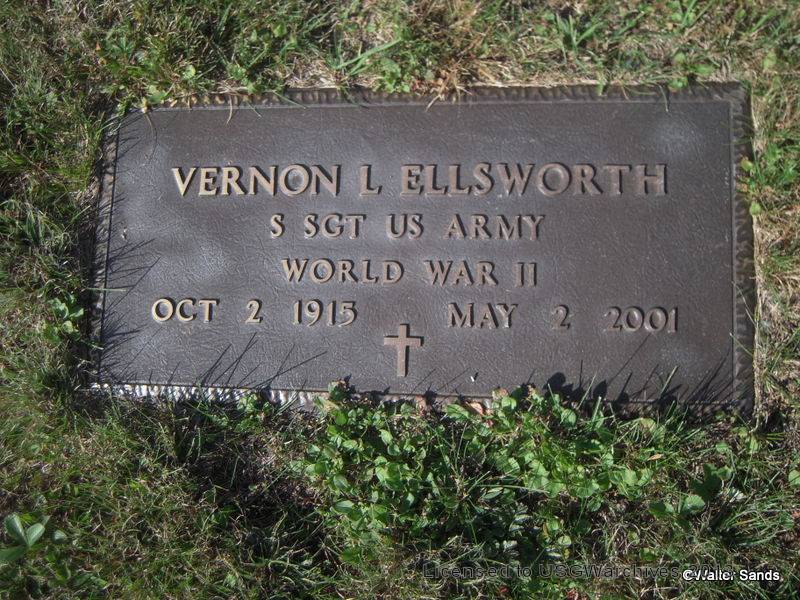 VERNON L ELLSWORTH
S SGT US ARMY
WORLD WAR II
OCT 2 1915 MAY 2 2001
Licensed to USGWarchives
©Walter Sands